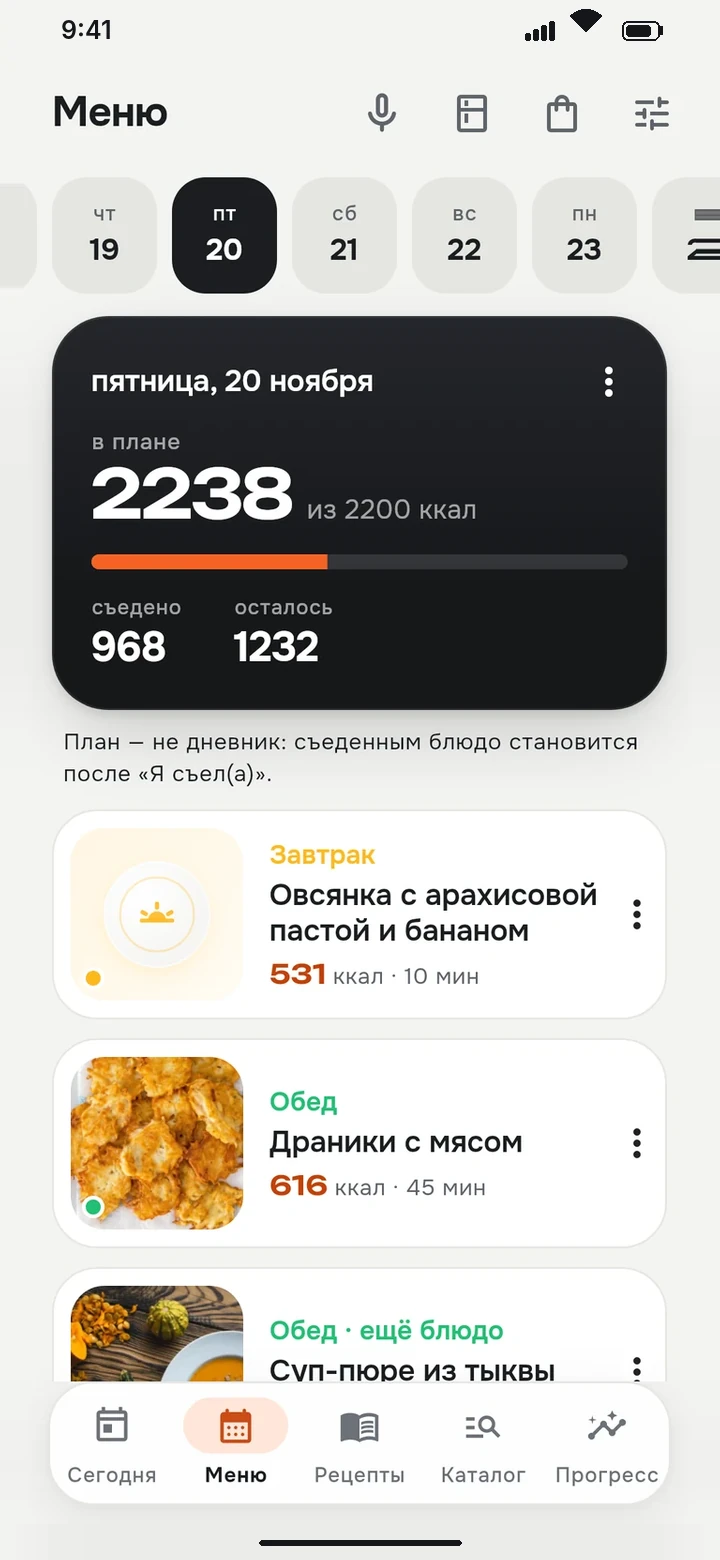 9:41
Меню
чт
19
пт
20
сб
21
вс
22
пн
23
пятница, 20 ноября
в плане
2238 из 2200 ккал
съедено
968
осталось
1232
План — не дневник: съеденным блюдо становится
после «Я съел(а)».
Завтрак
Овсянка с арахисовой
пастой и бананом
531 ккал · 10 мин
Обед
Драники с мясом
616 ккал · 45 мин
Обед · ещё блюдо
Суп-пюре из тыквы
Сегодня
Меню
Рецепты
Каталог
Прогресс